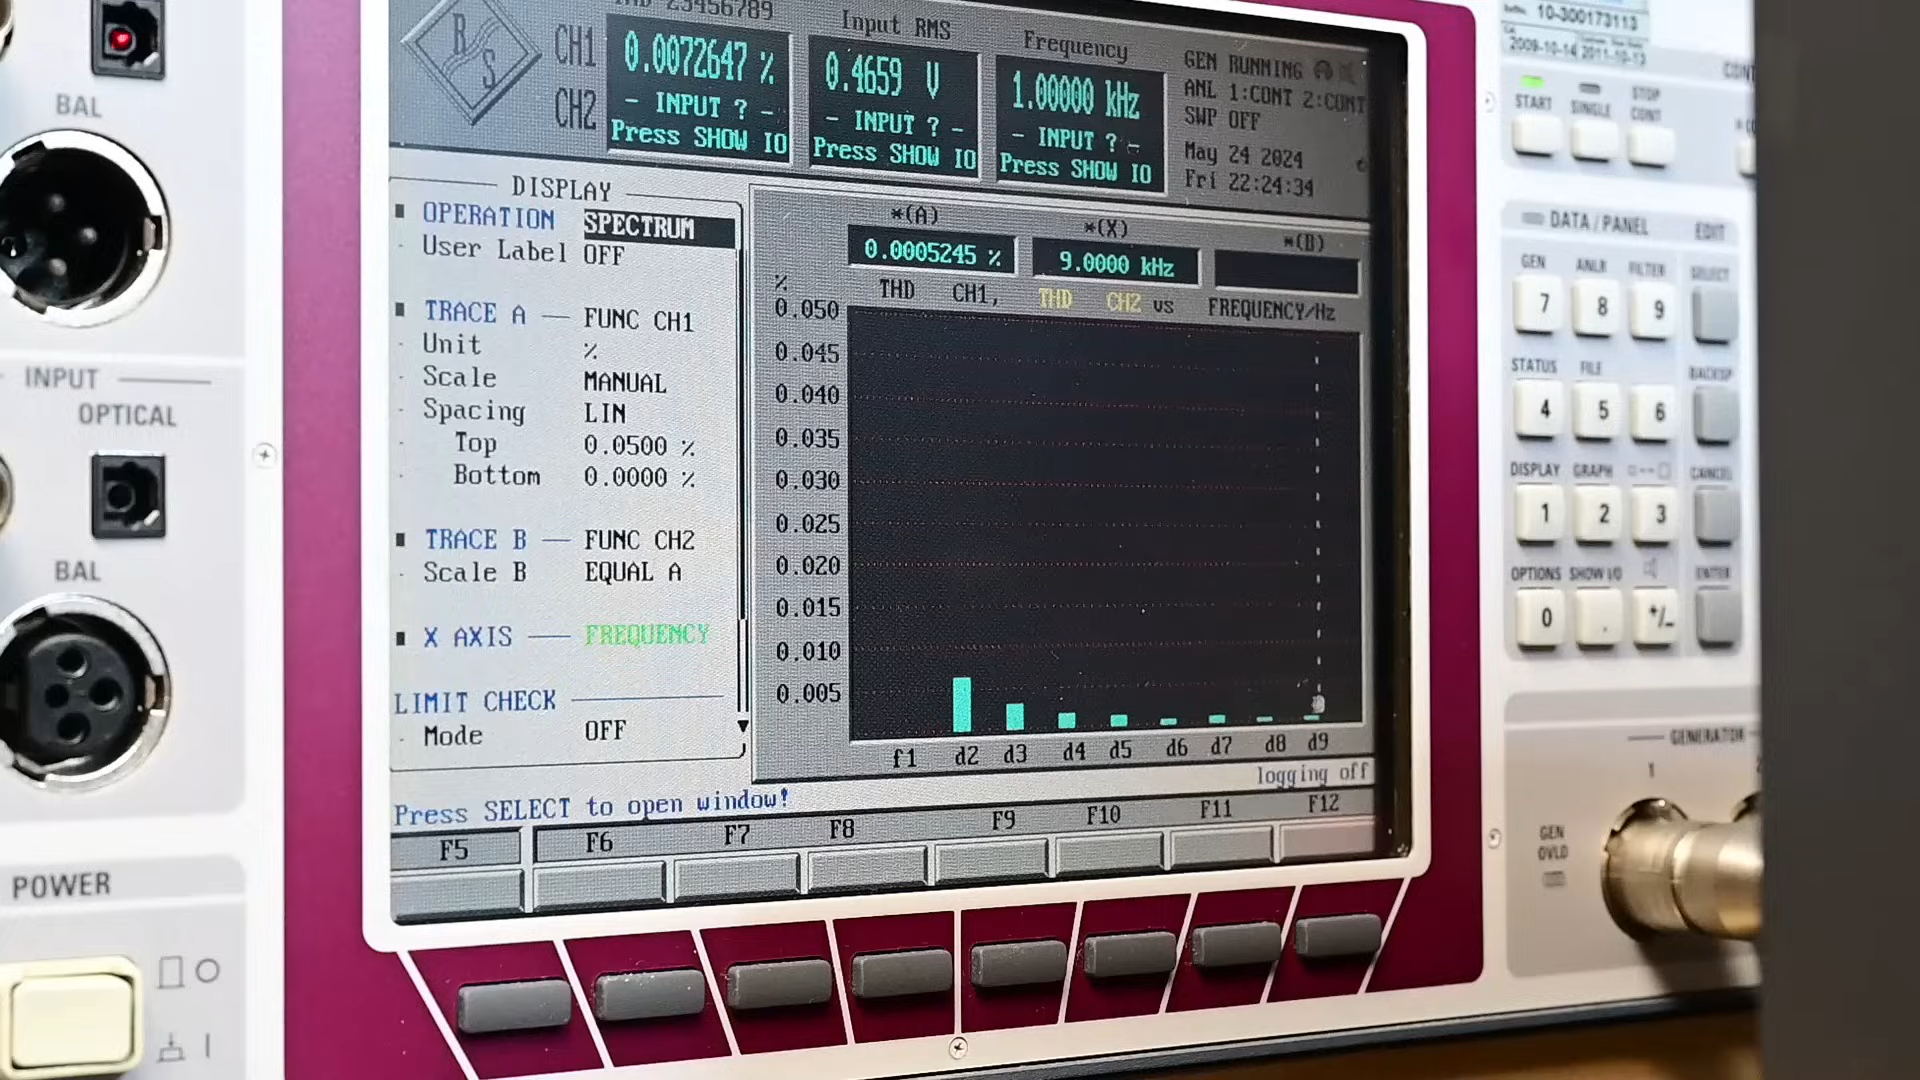 R S
THD 23456789
Input RMS
Frequency
CH1
0.0072647 %
0.4659 V
1.00000 kHz
CH2
- INPUT ? -
Press SHOW IO
- INPUT ? -
Press SHOW IO
- INPUT ? -
Press SHOW IO
GEN RUNNING
ANL 1:CONT 2:CONT
SWP OFF
May 24 2024
Fri 22:24:34
DISPLAY
OPERATION SPECTRUM
User Label OFF
TRACE A FUNC CH1
Unit %
Scale MANUAL
Spacing LIN
Top 0.0500 %
Bottom 0.0000 %
TRACE B FUNC CH2
Scale B EQUAL A
X AXIS FREQUENCY
LIMIT CHECK
Mode OFF
*(A) *(X) *(B)
0.0005245 % 9.0000 kHz
THD CH1, THD CH2 vs FREQUENCY/Hz
%
0.050
0.045
0.040
0.035
0.030
0.025
0.020
0.015
0.010
0.005
f1 d2 d3 d4 d5 d6 d7 d8 d9
logging off
Press SELECT to open window!
F5 F6 F7 F8 F9 F10 F11 F12
BAL
INPUT
OPTICAL
BAL
POWER
10-300173113
2009-10-14 2011-10-13
START SINGLE STOP
CONT
DATA / PANEL EDIT
GEN ANLR FILTER SELECT
7 8 9
STATUS FILE BACKSP
4 5 6
DISPLAY GRAPH CANCEL
1 2 3
OPTIONS SHOW I/O ENTER
0 . +/-
GENERATOR
1
GEN
OVLD